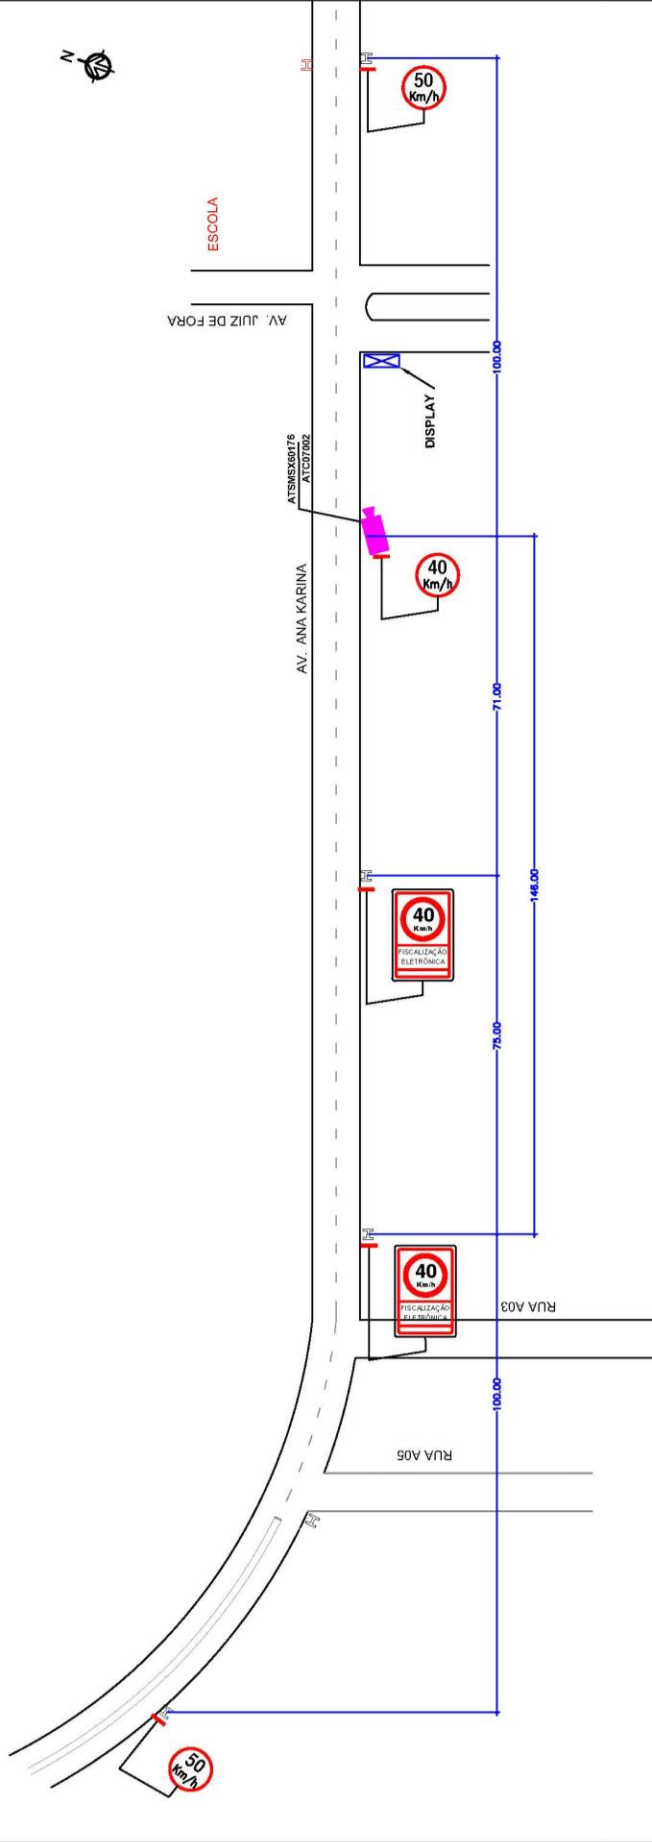 N
50
Km/h
ESCOLA
AV. JUIZ DE FORA
-100.00-
DISPLAY
ATSMSX60176
ATC07002
40
Km/h
AV. ANA KARINA
-71.00-
-146.00-
40
Km/h
FISCALIZAÇÃO
ELETRÔNICA
-75.00-
40
Km/h
FISCALIZAÇÃO
ELETRÔNICA
RUA A03
-100.00-
RUA A05
50
Km/h